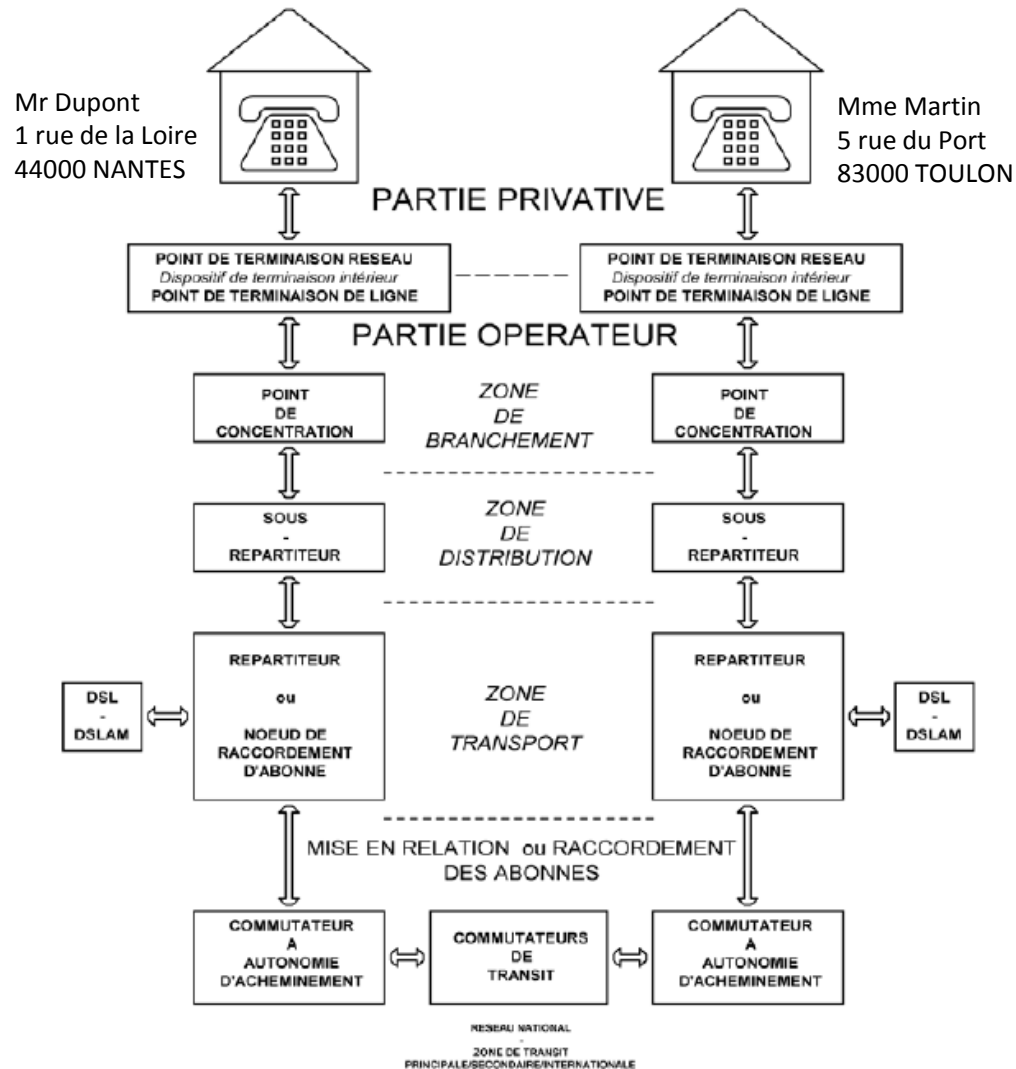 Mr Dupont
1 rue de la Loire
44000 NANTES
Mme Martin
5 rue du Port
83000 TOULON
PARTIE PRIVATIVE
POINT DE TERMINAISON RESEAU
Dispositif de terminaison intérieur
POINT DE TERMINAISON DE LIGNE
POINT DE TERMINAISON RESEAU
Dispositif de terminaison intérieur
POINT DE TERMINAISON DE LIGNE
PARTIE OPERATEUR
POINT
DE
CONCENTRATION
ZONE
DE
BRANCHEMENT
POINT
DE
CONCENTRATION
SOUS
-
REPARTITEUR
ZONE
DE
DISTRIBUTION
SOUS
-
REPARTITEUR
DSL
-
DSLAM
REPARTITEUR
ou
NOEUD DE
RACCORDEMENT
D'ABONNE
ZONE
DE
TRANSPORT
REPARTITEUR
ou
NOEUD DE
RACCORDEMENT
D'ABONNE
DSL
-
DSLAM
MISE EN RELATION ou RACCORDEMENT
DES ABONNES
COMMUTATEUR
A
AUTONOMIE
D'ACHEMINEMENT
COMMUTATEURS
DE
TRANSIT
COMMUTATEUR
A
AUTONOMIE
D'ACHEMINEMENT
RESEAU NATIONAL
-
ZONE DE TRANSIT
PRINCIPALE/SECONDAIRE/INTERNATIONALE